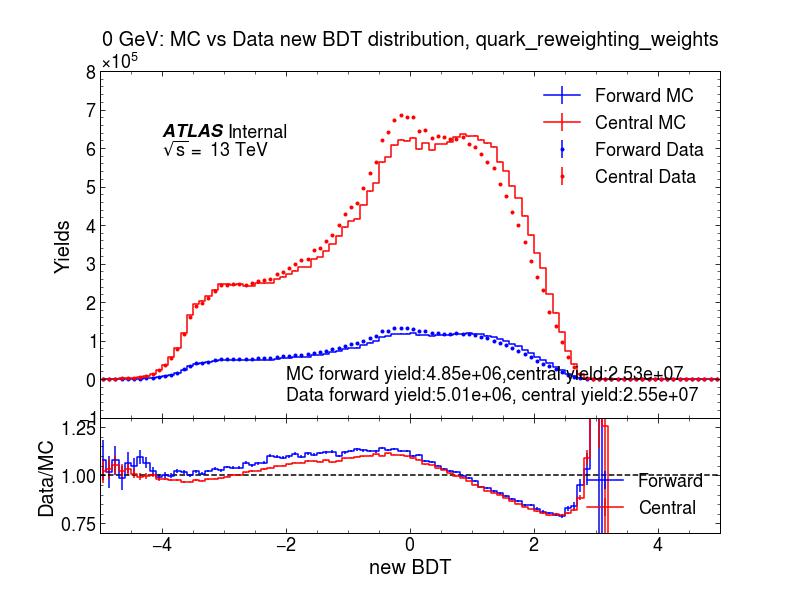 0 GeV: MC vs Data new BDT distribution, quark_reweighting_weights
×10⁵
8
7
6
5
4
3
2
1
0
−1
Yields
ATLAS Internal
√s = 13 TeV
Forward MC
Central MC
Forward Data
Central Data
MC forward yield:4.85e+06,central yield:2.53e+07
Data forward yield:5.01e+06, central yield:2.55e+07
1.25
1.00
0.75
Data/MC
Forward
Central
−4
−2
0
2
4
new BDT